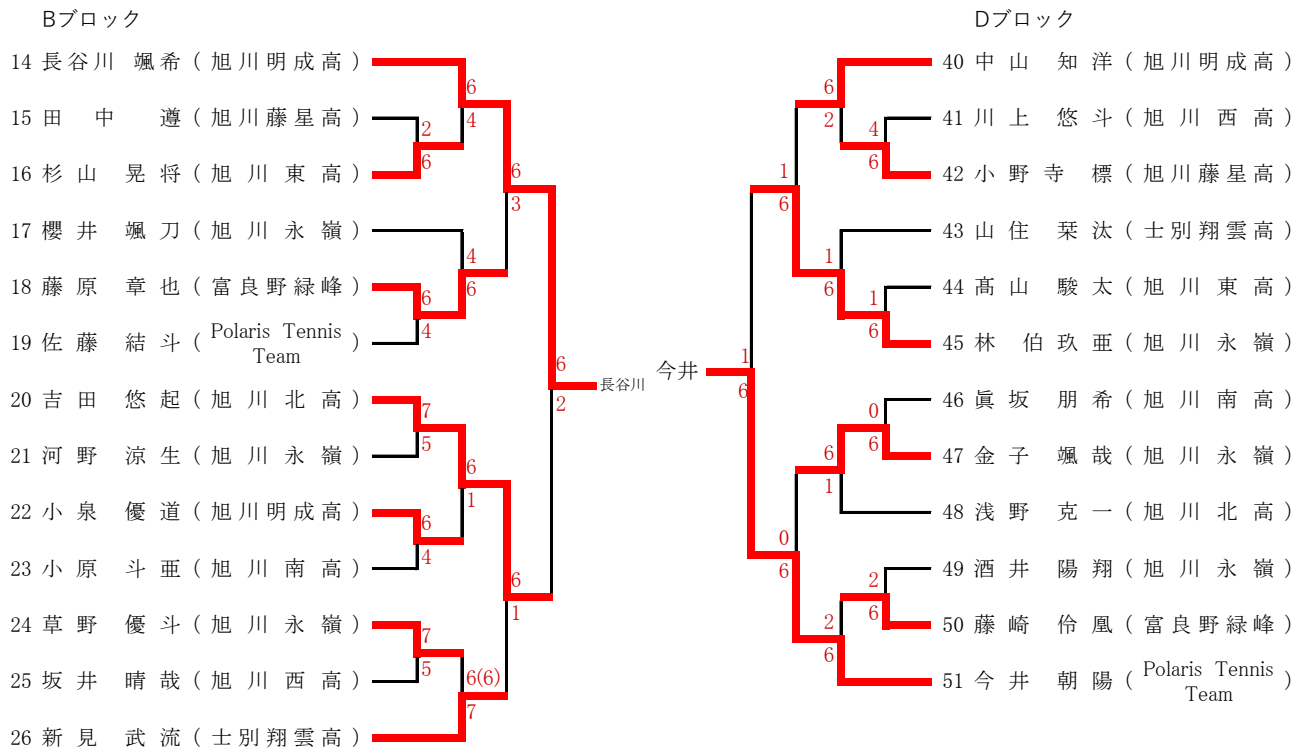 Bブロック
14 長谷川 颯希 ( 旭川明成高 )
15 田中 遵 ( 旭川藤星高 )
16 杉山 晃将 ( 旭川東高 )
17 櫻井 颯刀 ( 旭川永嶺 )
18 藤原 章也 ( 富良野緑峰 )
19 佐藤 結斗 ( Polaris Tennis Team )
20 吉田 悠起 ( 旭川北高 )
21 河野 涼生 ( 旭川永嶺 )
22 小泉 優道 ( 旭川明成高 )
23 小原 斗亜 ( 旭川南高 )
24 草野 優斗 ( 旭川永嶺 )
25 坂井 晴哉 ( 旭川西高 )
26 新見 武流 ( 士別翔雲高 )
6
4
2
6
6
3
4
6
6
4
6
2
7
5
6
1
6
4
6
1
7
5
6(6)
7
長谷川
Dブロック
40 中山 知洋 ( 旭川明成高 )
41 川上 悠斗 ( 旭川西高 )
42 小野寺 標 ( 旭川藤星高 )
43 山住 栞汰 ( 士別翔雲高 )
44 髙山 駿太 ( 旭川東高 )
45 林 伯玖亜 ( 旭川永嶺 )
46 眞坂 朋希 ( 旭川南高 )
47 金子 颯哉 ( 旭川永嶺 )
48 浅野 克一 ( 旭川北高 )
49 酒井 陽翔 ( 旭川永嶺 )
50 藤崎 伶凰 ( 富良野緑峰 )
51 今井 朝陽 ( Polaris Tennis Team )
6
2
4
6
1
6
1
6
1
6
1
6
0
6
6
1
0
6
2
6
2
6
今井